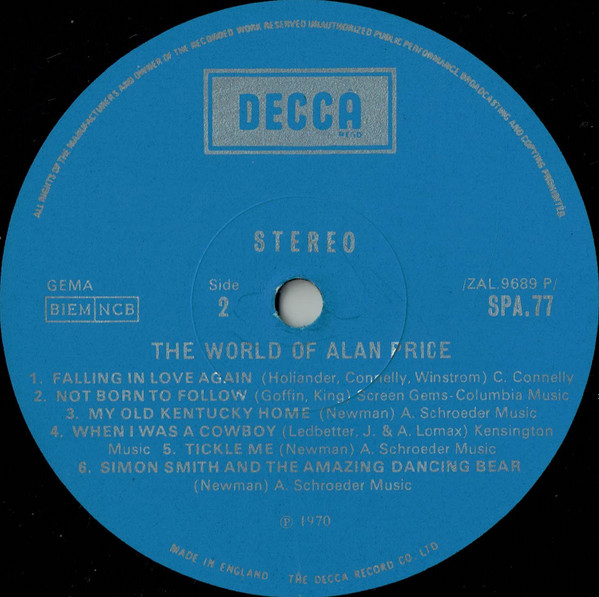 ALL RIGHTS OF THE MANUFACTURERS AND OWNER OF THE RECORDED WORK RESERVED UNAUTHORIZED PUBLIC PERFORMANCE, BROADCASTING AND COPYING PROHIBITED.
DECCA
STEREO
GEMA
BIEM NCB
Side
2
/ZAL.9689 P/
SPA.77
THE WORLD OF ALAN PRICE
1. FALLING IN LOVE AGAIN (Hollander, Connelly, Winstrom) C. Connelly
2. NOT BORN TO FOLLOW (Goffin, King) Screen Gems-Columbia Music
3. MY OLD KENTUCKY HOME (Newman) A. Schroeder Music
4. WHEN I WAS A COWBOY (Ledbetter, J. & A. Lomax) Kensington
Music 5. TICKLE ME (Newman) A. Schroeder Music
6. SIMON SMITH AND THE AMAZING DANCING BEAR
(Newman) A. Schroeder Music
Ⓟ 1970
MADE IN ENGLAND THE DECCA RECORD CO. LTD